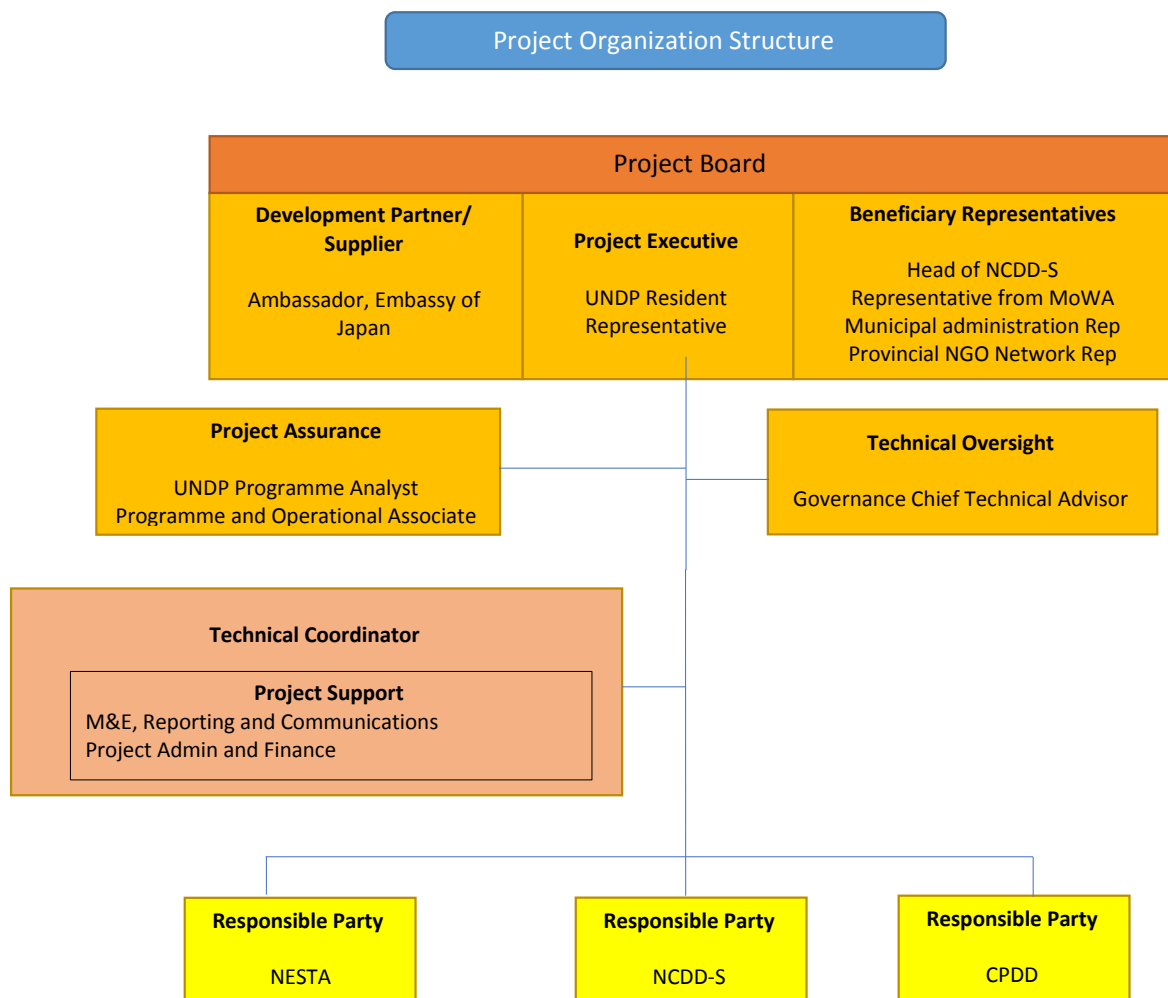 Project Organization Structure
Project Board
Development Partner/
Supplier
Ambassador, Embassy of
Japan
Project Executive
UNDP Resident
Representative
Beneficiary Representatives
Head of NCDD-S
Representative from MoWA
Municipal administration Rep
Provincial NGO Network Rep
Project Assurance
UNDP Programme Analyst
Programme and Operational Associate
Technical Oversight
Governance Chief Technical Advisor
Technical Coordinator
Project Support
M&E, Reporting and Communications
Project Admin and Finance
Responsible Party
NESTA
Responsible Party
NCDD-S
Responsible Party
CPDD